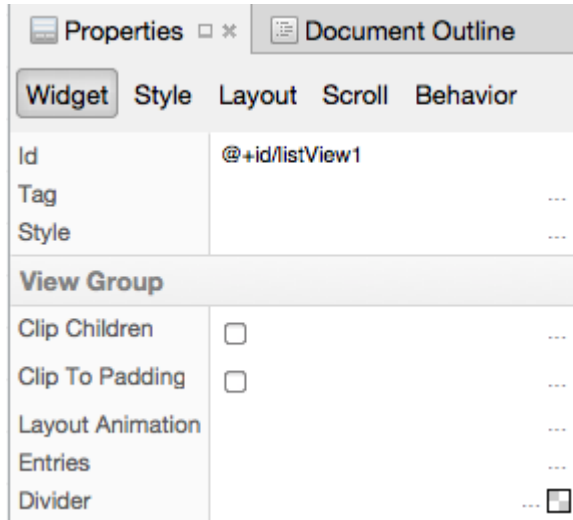 Properties Document Outline
Widget Style Layout Scroll Behavior
Id @+id/listView1
Tag ...
Style ...
View Group
Clip Children ...
Clip To Padding ...
Layout Animation ...
Entries ...
Divider ...